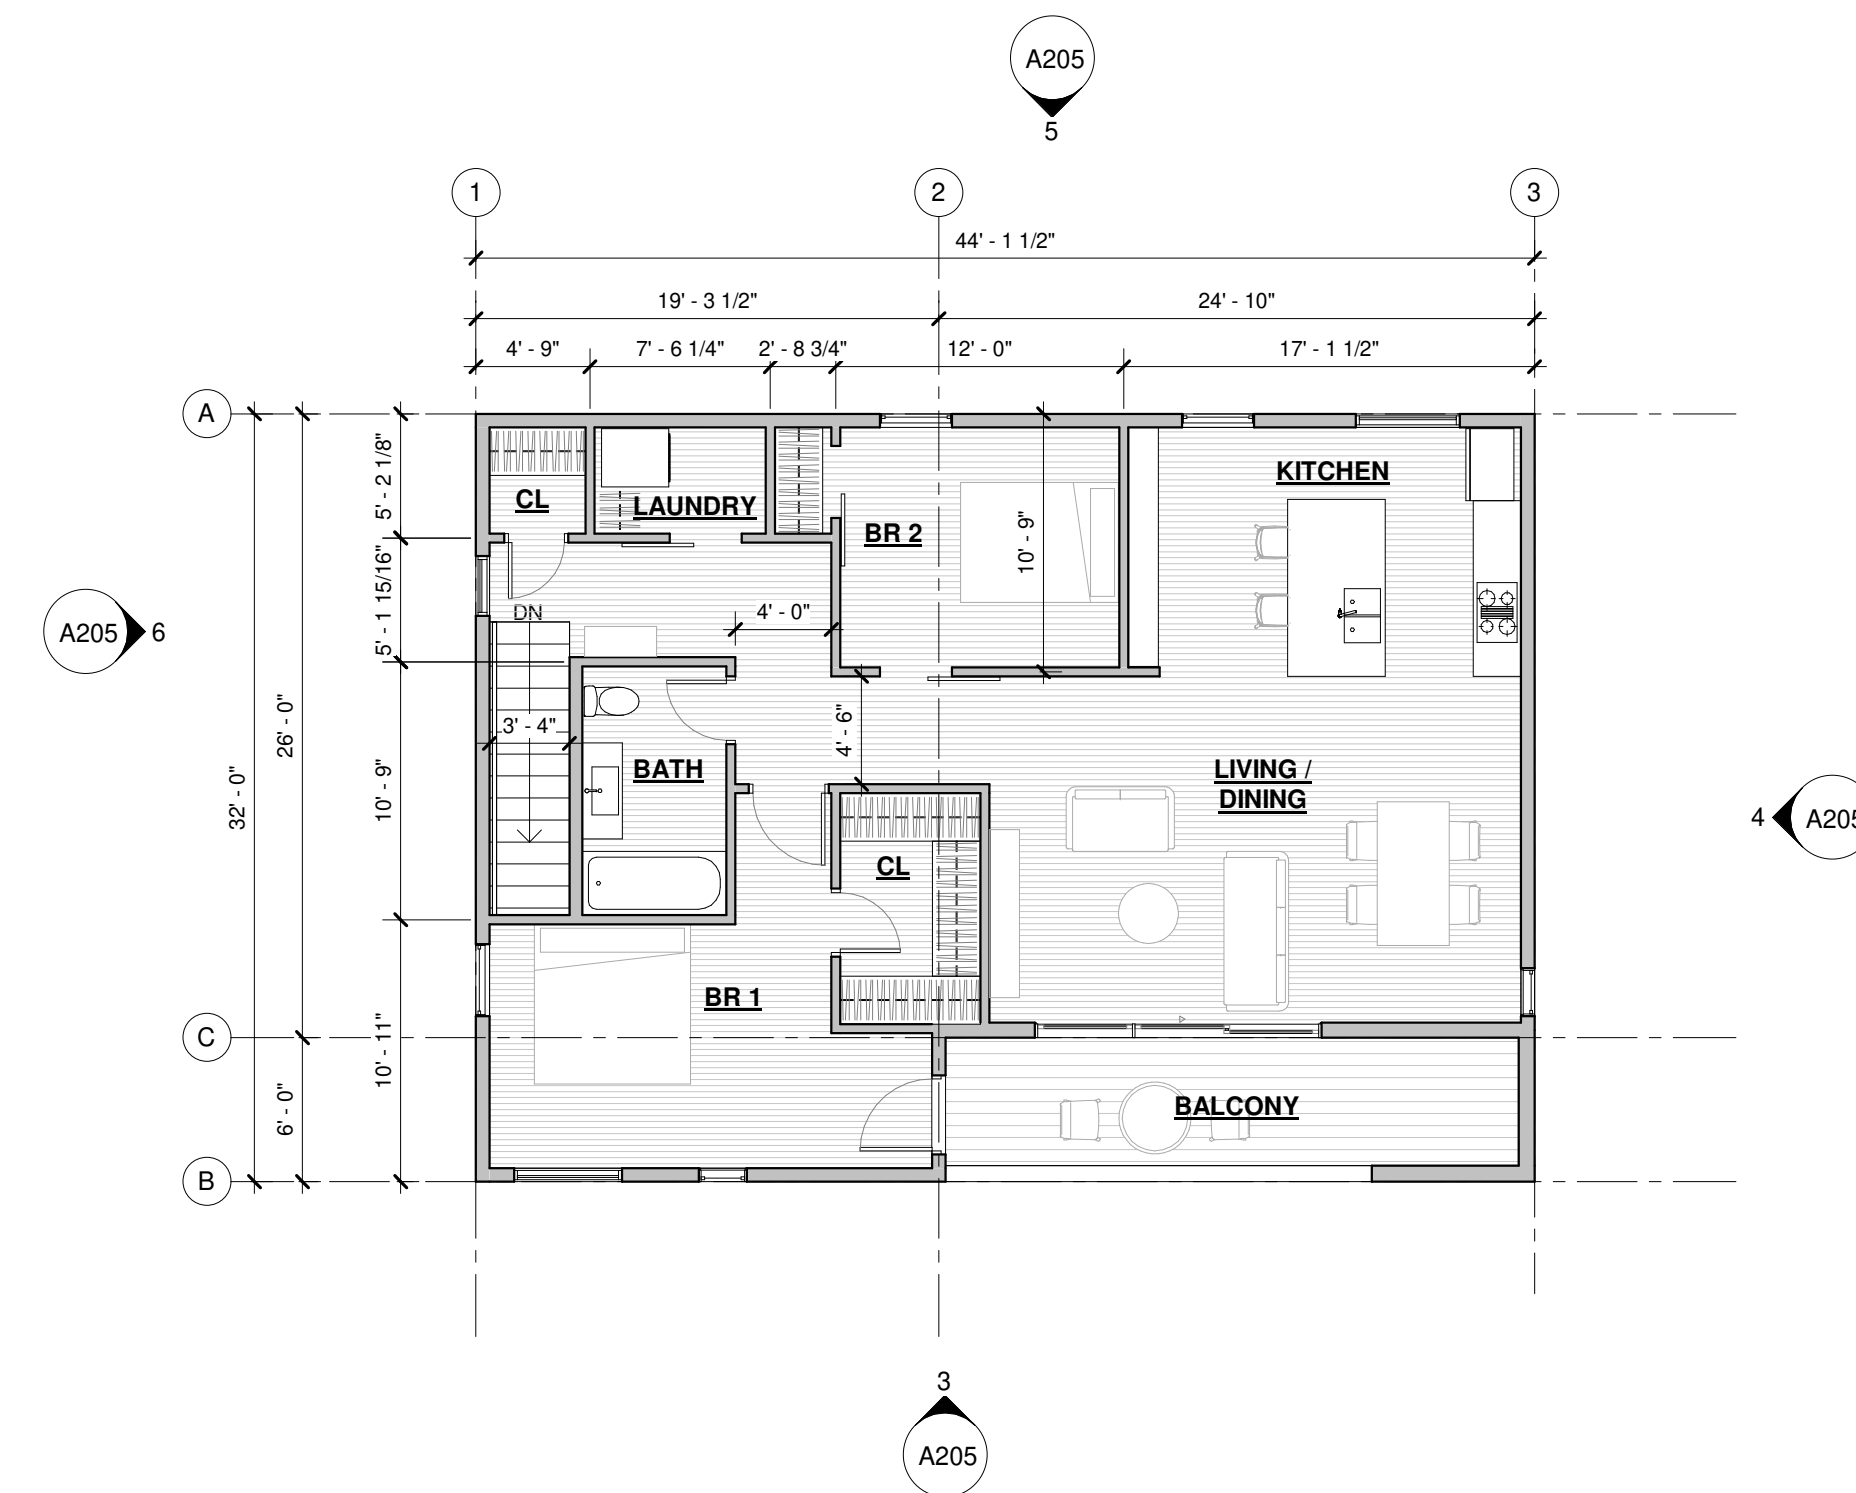 A205
5
1
2
3
44' - 1 1/2"
19' - 3 1/2"
24' - 10"
4' - 9"
7' - 6 1/4"
2' - 8 3/4"
12' - 0"
17' - 1 1/2"
A
5' - 2 1/8"
CL
LAUNDRY
BR 2
KITCHEN
10' - 9"
5' - 1 15/16"
DN
4' - 0"
A205
6
3' - 4"
4' - 6"
26' - 0"
32' - 0"
10' - 9"
BATH
LIVING /
DINING
4
A205
CL
BR 1
C
10' - 11"
6' - 0"
BALCONY
B
3
A205